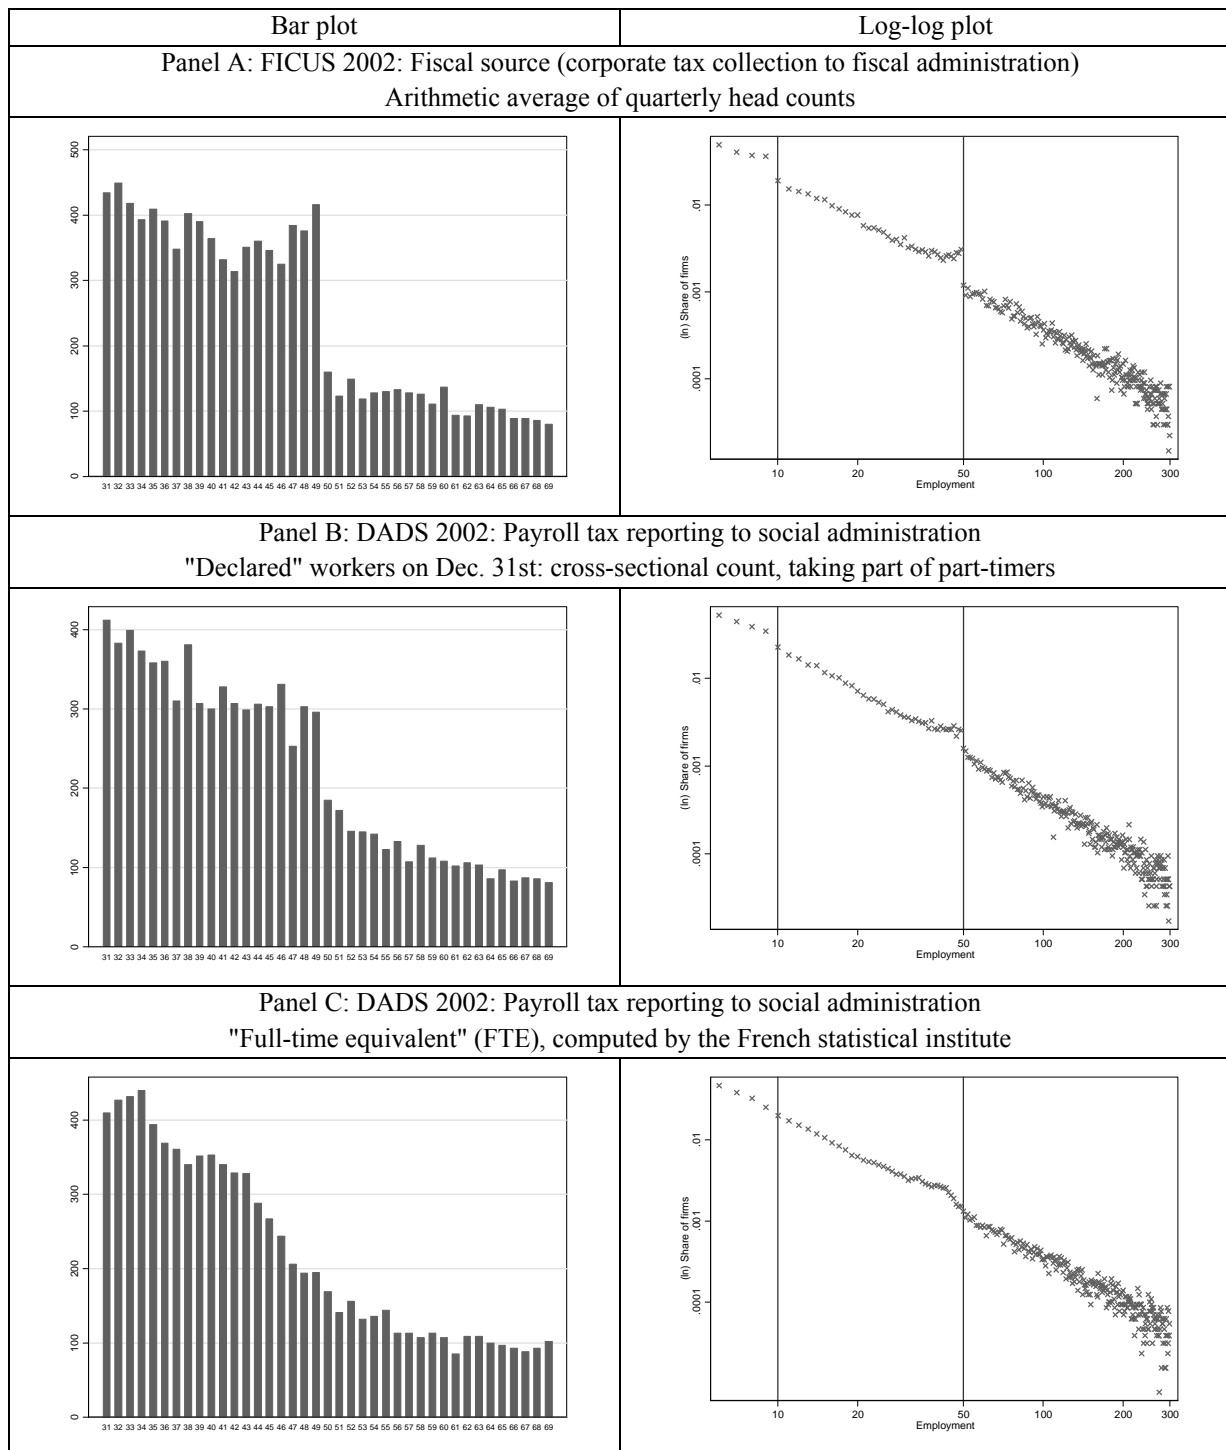 Bar plot
Log-log plot
Panel A: FICUS 2002: Fiscal source (corporate tax collection to fiscal administration)
Arithmetic average of quarterly head counts
500
400
300
200
100
0
31 32 33 34 35 36 37 38 39 40 41 42 43 44 45 46 47 48 49 50 51 52 53 54 55 56 57 58 59 60 61 62 63 64 65 66 67 68 69
(ln) Share of firms
.01
.001
.0001
10 20 50 100 200 300
Employment
Panel B: DADS 2002: Payroll tax reporting to social administration
"Declared" workers on Dec. 31st: cross-sectional count, taking part of part-timers
400
300
200
100
0
31 32 33 34 35 36 37 38 39 40 41 42 43 44 45 46 47 48 49 50 51 52 53 54 55 56 57 58 59 60 61 62 63 64 65 66 67 68 69
(ln) Share of firms
.01
.001
.0001
10 20 50 100 200 300
Employment
Panel C: DADS 2002: Payroll tax reporting to social administration
"Full-time equivalent" (FTE), computed by the French statistical institute
400
300
200
100
0
31 32 33 34 35 36 37 38 39 40 41 42 43 44 45 46 47 48 49 50 51 52 53 54 55 56 57 58 59 60 61 62 63 64 65 66 67 68 69
(ln) Share of firms
.01
.001
.0001
10 20 50 100 200 300
Employment